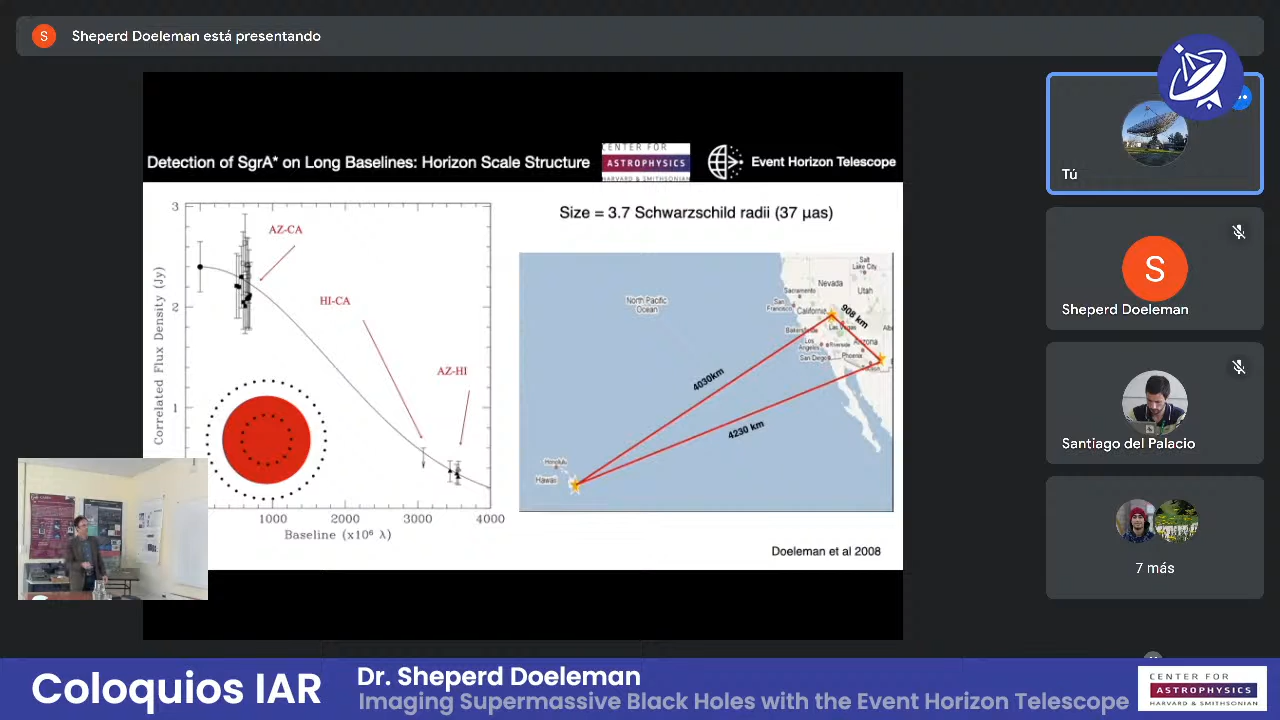 Sheperd Doeleman está presentando
S
Detection of SgrA* on Long Baselines: Horizon Scale Structure
CENTER FOR
ASTROPHYSICS
HARVARD & SMITHSONIAN
Event Horizon Telescope
Size = 3.7 Schwarzschild radii (37 µas)
3
2
1
Correlated Flux Density (Jy)
AZ-CA
HI-CA
AZ-HI
1000
2000
3000
4000
Baseline (x10⁶ λ)
North Pacific
Ocean
Salt
Lake City
Nevada
Utah
Sacramento
San
Francisco
California
Las Vegas
Los
Angeles
Riverside
Arizona
San Diego
Phoenix
Honolulu
Hawaii
908 km
4030km
4230 km
Doeleman et al 2008
Tú
S
Sheperd Doeleman
Santiago del Palacio
7 más
Coloquios IAR
Dr. Sheperd Doeleman
Imaging Supermassive Black Holes with the Event Horizon Telescope
CENTER FOR
ASTROPHYSICS
HARVARD & SMITHSONIAN